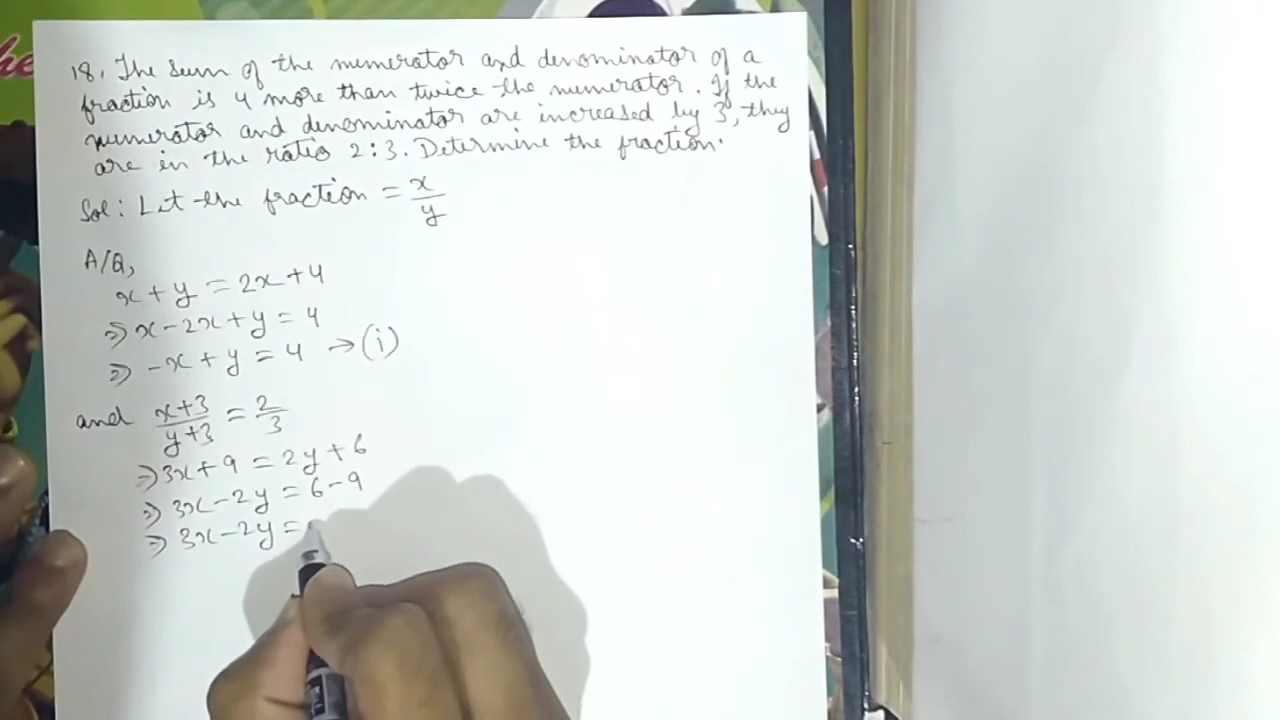 he
18. The sum of the numerator and denominator of a
fraction is 4 more than twice the numerator. If the
numerator and denominator are increased by 3, they
are in the ratio 2:3. Determine the fraction.
Sol: Let the fraction = x/y
A/Q,
x + y = 2x + 4
⇒ x - 2x + y = 4
⇒ -x + y = 4 → (i)
and x+3/y+3 = 2/3
⇒ 3x + 9 = 2y + 6
⇒ 3x - 2y = 6 - 9
⇒ 3x - 2y =